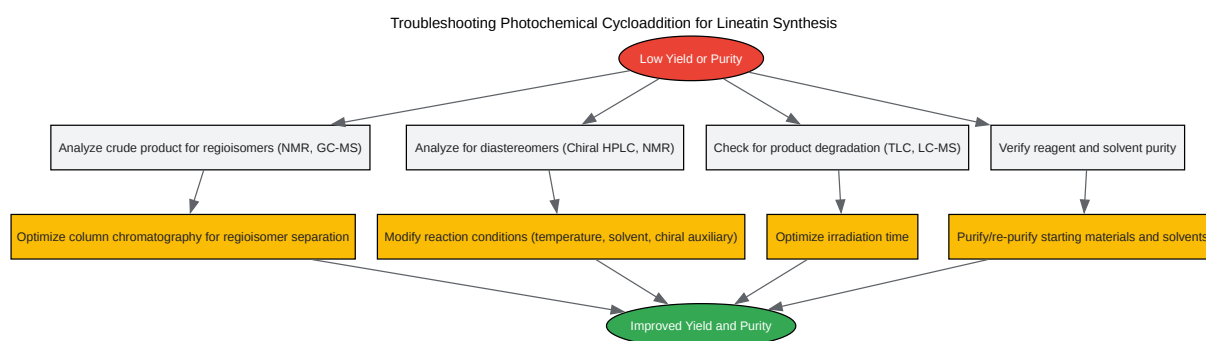 Troubleshooting Photochemical Cycloaddition for Lineatin Synthesis
Low Yield or Purity
Analyze crude product for regioisomers (NMR, GC-MS)
Analyze for diastereomers (Chiral HPLC, NMR)
Check for product degradation (TLC, LC-MS)
Verify reagent and solvent purity
Optimize column chromatography for regioisomer separation
Modify reaction conditions (temperature, solvent, chiral auxiliary)
Optimize irradiation time
Purify/re-purify starting materials and solvents
Improved Yield and Purity